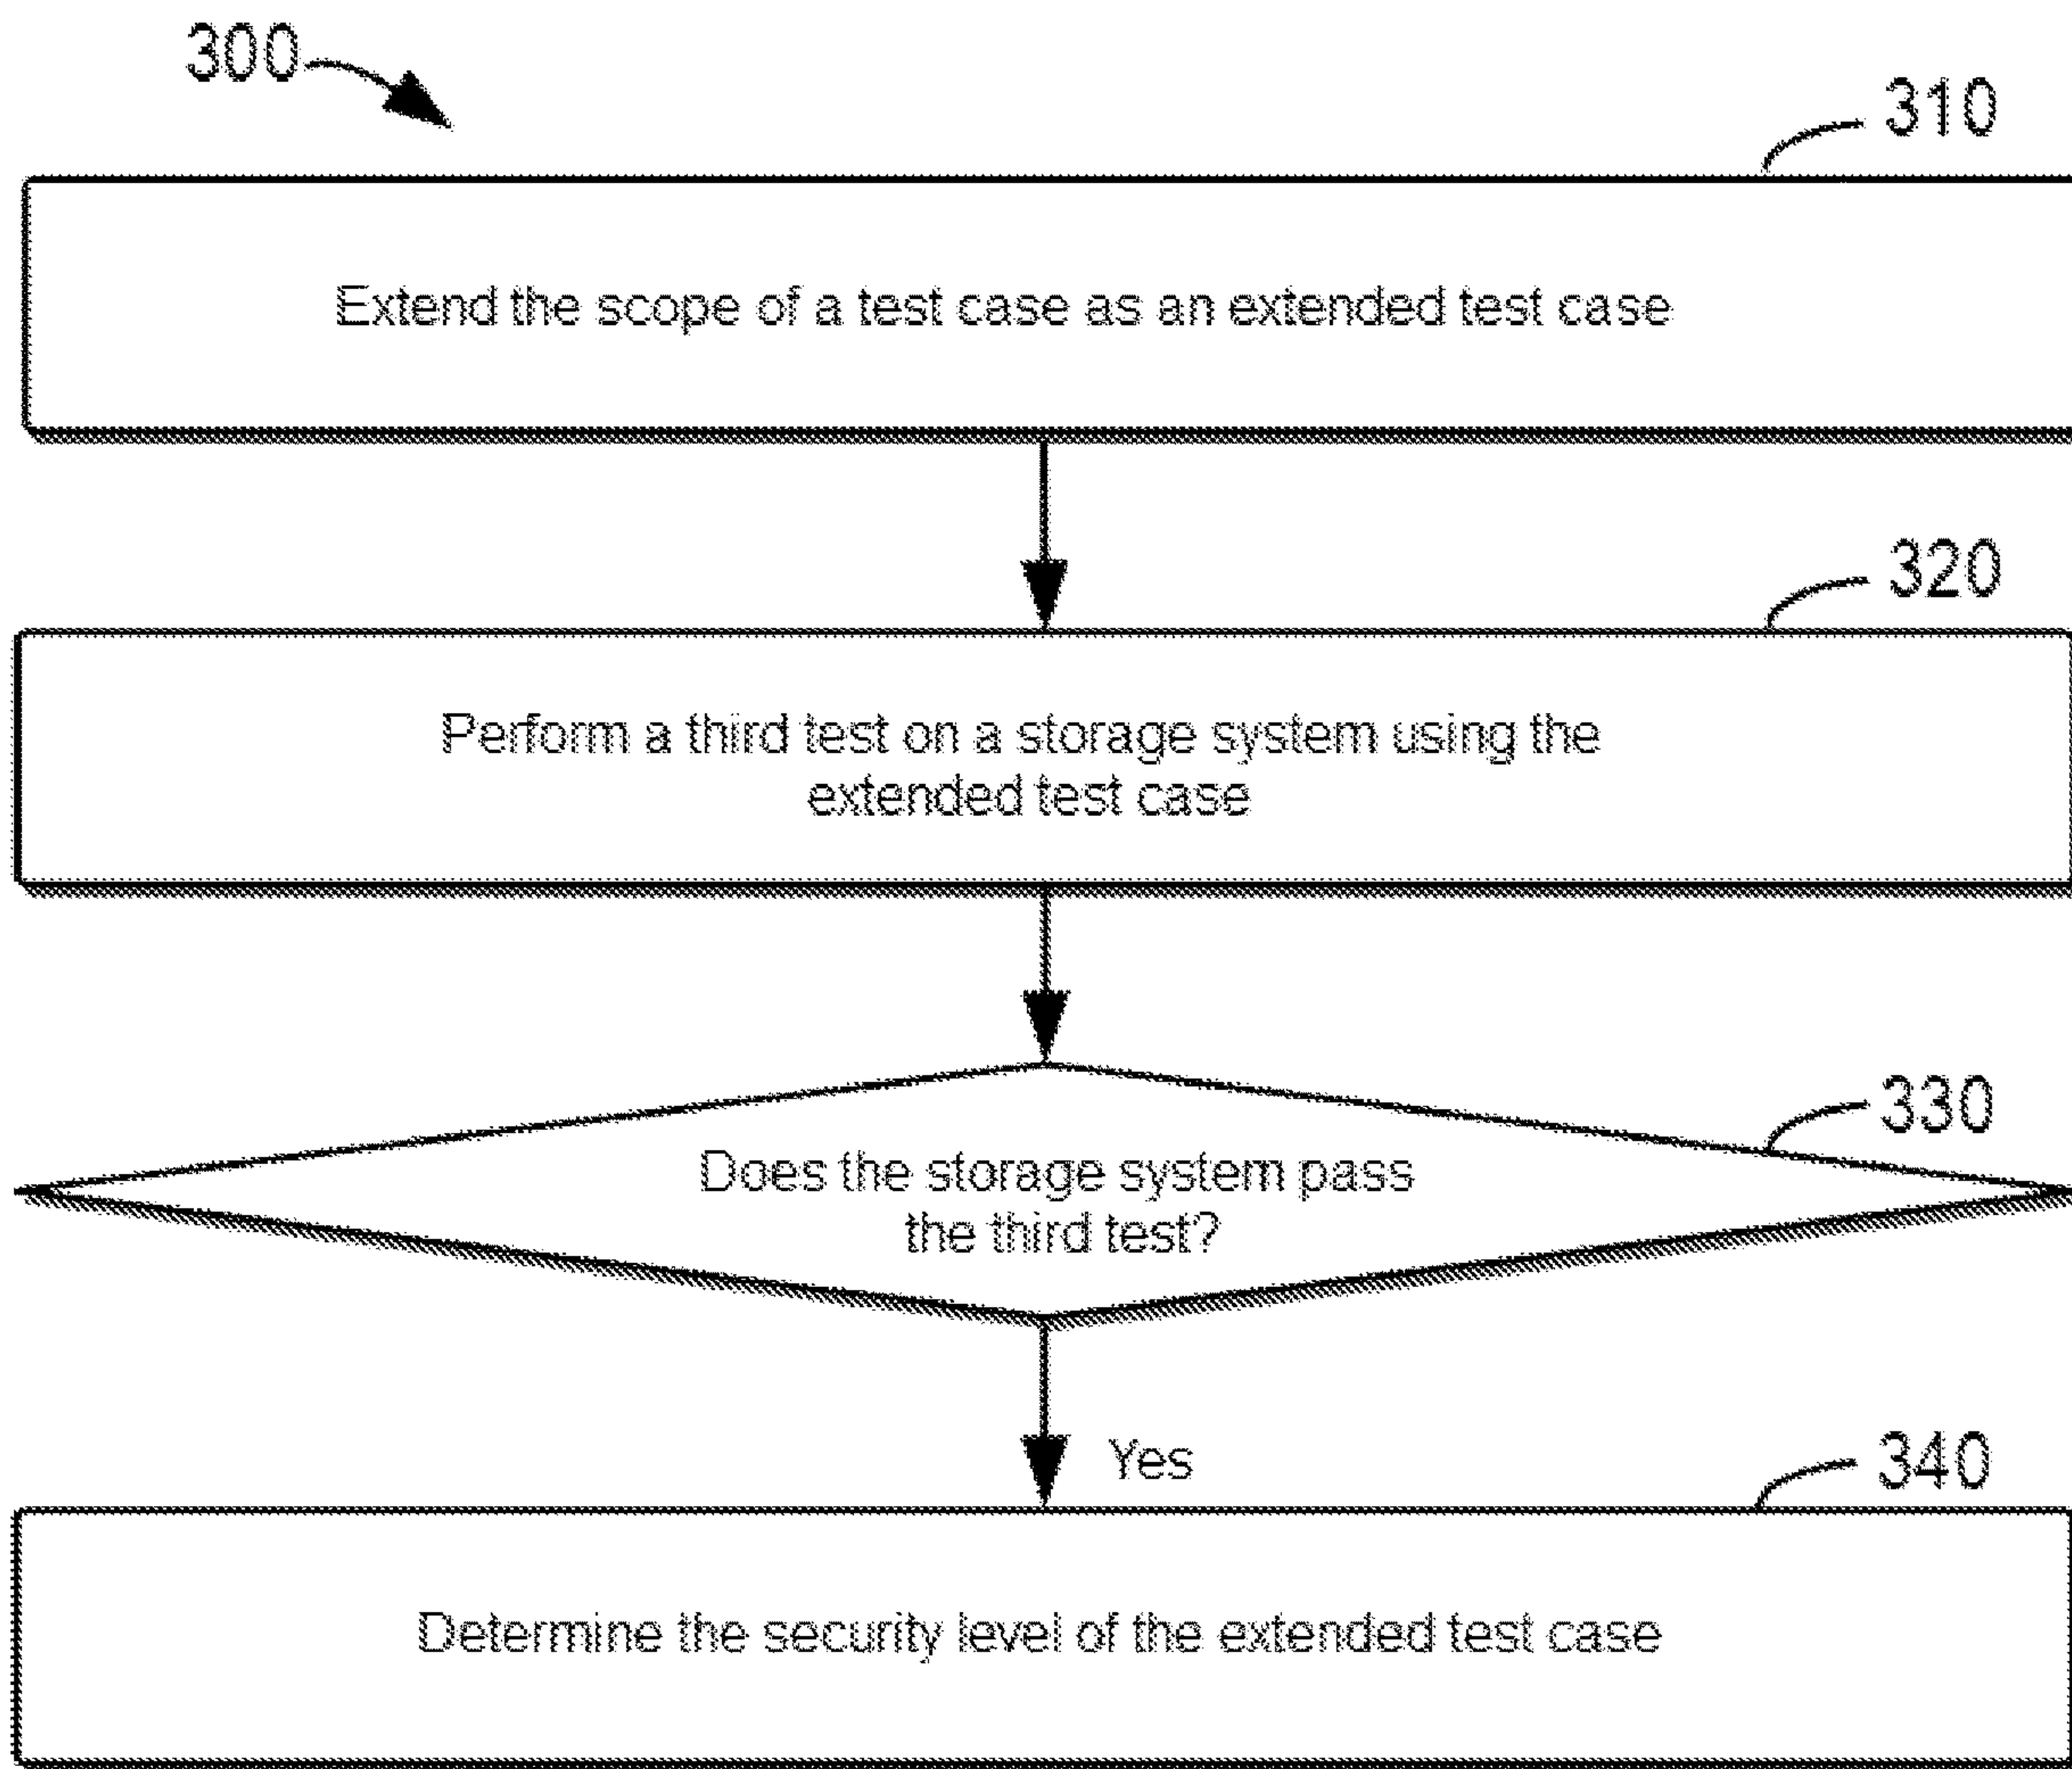 300
310
Extend the scope of a test case as an extended test case
320
Perform a third test on a storage system using the
extended test case
330
Does the storage system pass
the third test?
Yes
340
Determine the security level of the extended test case